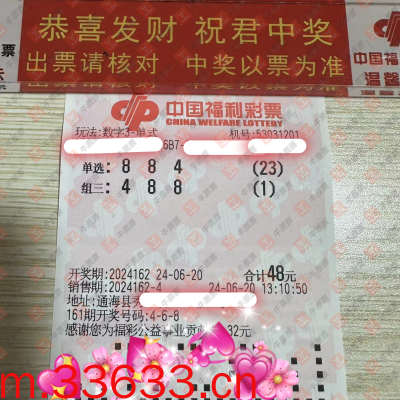 恭喜发财 祝君中奖
出票请核对 中奖以票为准
中国福利彩票
CHINA WELFARE LOTTERY
玩法:数字3-单式 机号:53031201
6B7-
单选: 8 8 4 (23)
组三: 4 8 8 (1)
开奖期:2024162 24-06-20 合计48元
销售期:2024162-4 24-06-20 13:10:50
地址:通海县
161期开奖号码:4-6-8
感谢您为福彩公益事业贡献 32元
m.33633.cn